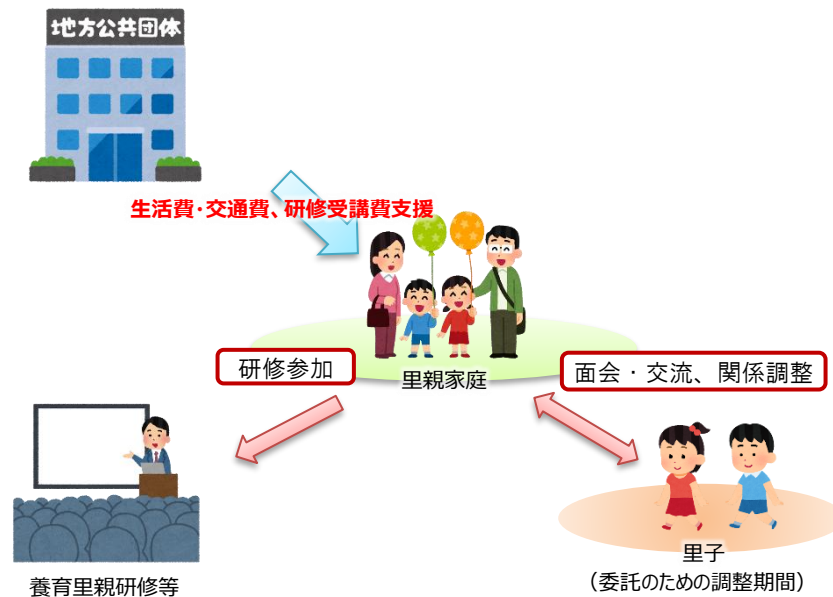 地方公共団体
生活費・交通費、研修受講費支援
研修参加
里親家庭
面会・交流、関係調整
養育里親研修等
里子
（委託のための調整期間）